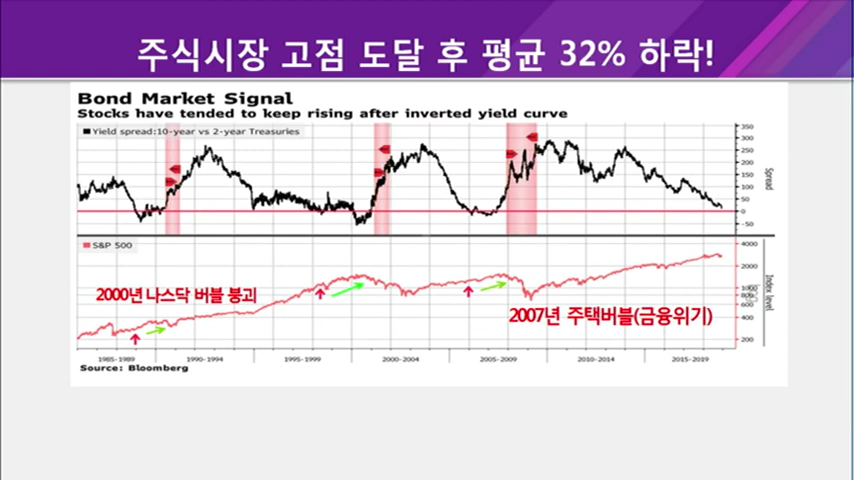 주식시장 고점 도달 후 평균 32% 하락!
Bond Market Signal
Stocks have tended to keep rising after inverted yield curve
Yield spread:10-year vs 2-year Treasuries
350
300
250
200
150
100
50
0
-50
Spread
S&P 500
4000
2000
1000
800
600
400
200
Index level
2000년 나스닥 버블 붕괴
2007년 주택버블(금융위기)
1985-1989 1990-1994 1995-1999 2000-2004 2005-2009 2010-2014 2015-2019
Source: Bloomberg